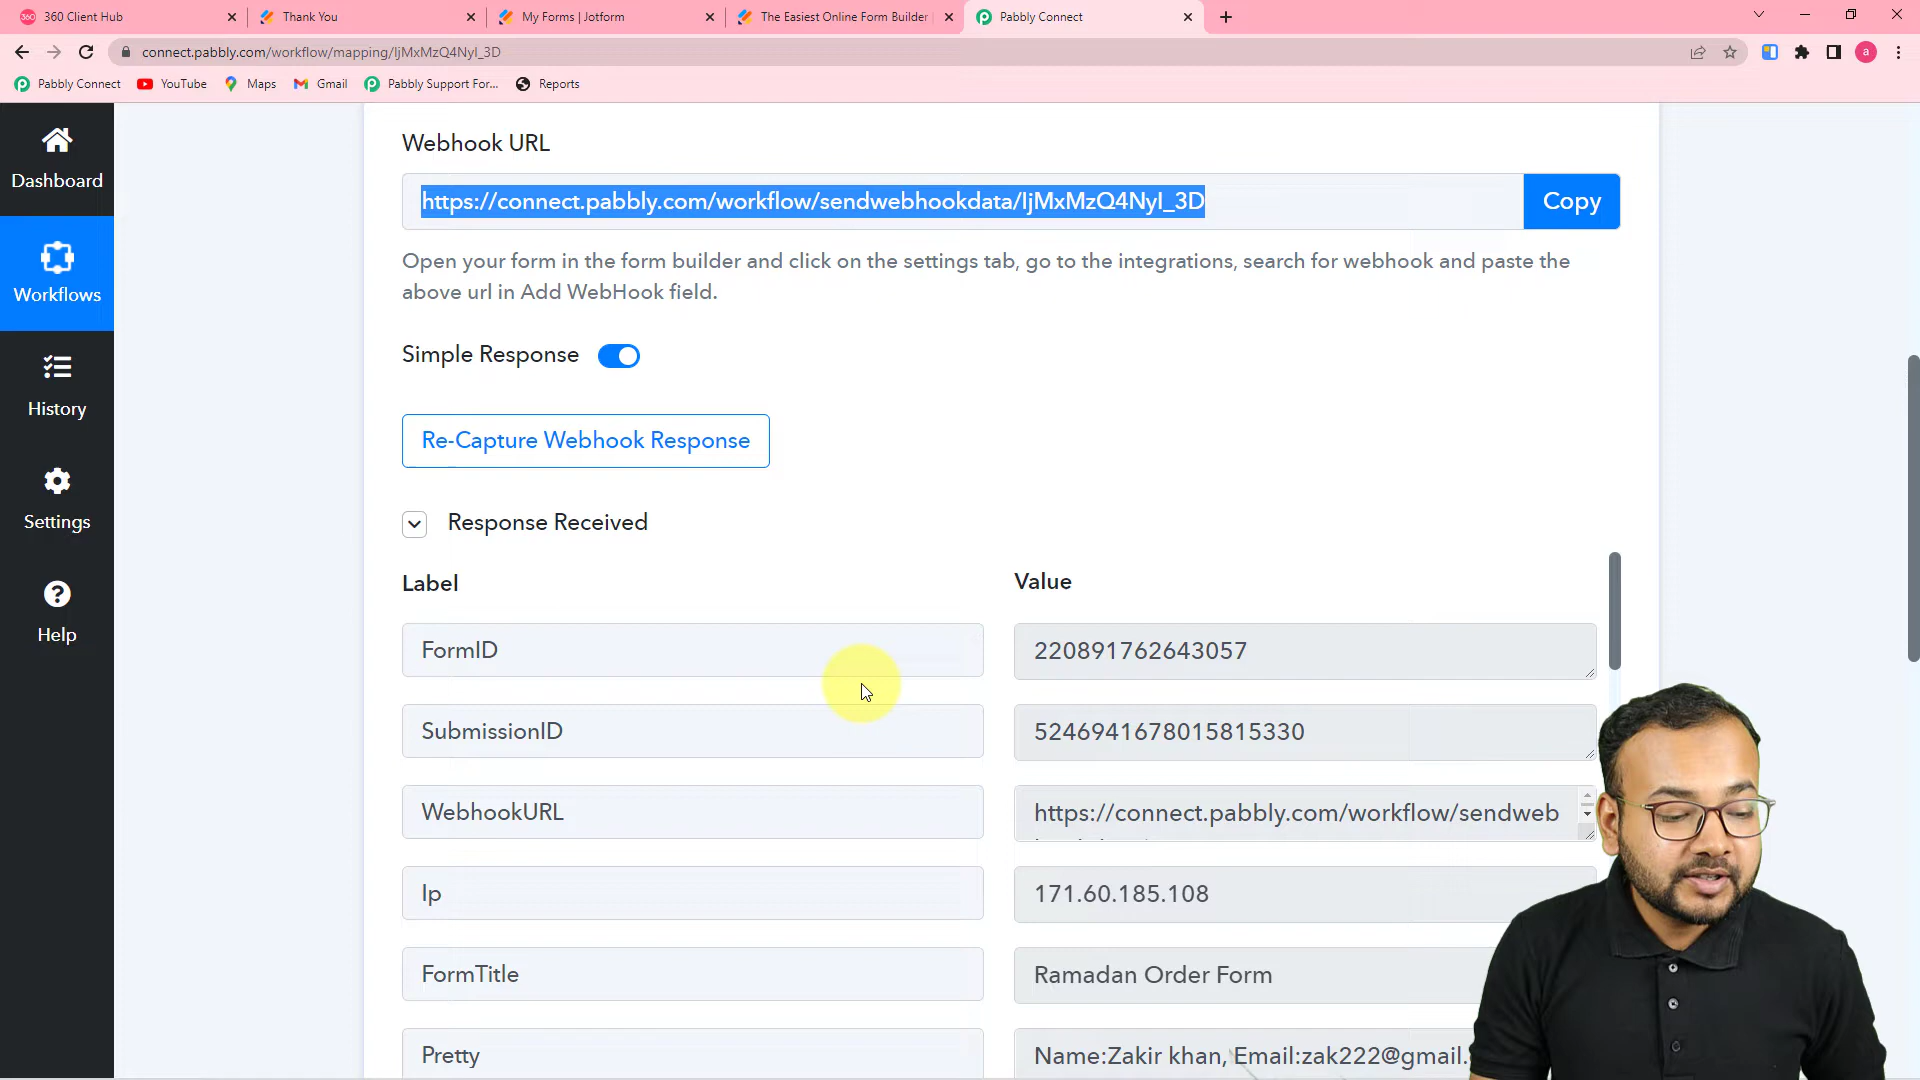 360 Client Hub
Thank You
My Forms | Jotform
The Easiest Online Form Builder
Pabbly Connect
connect.pabbly.com/workflow/mapping/IjMxMzQ4NyI_3D
a
Pabbly Connect
YouTube
Maps
Gmail
Pabbly Support For...
Reports
Dashboard
Workflows
History
Settings
Help
Webhook URL
https://connect.pabbly.com/workflow/sendwebhookdata/IjMxMzQ4NyI_3D
Copy
Open your form in the form builder and click on the settings tab, go to the integrations, search for webhook and paste the
above url in Add WebHook field.
Simple Response
Re-Capture Webhook Response
Response Received
Label
Value
FormID
220891762643057
SubmissionID
5246941678015815330
WebhookURL
https://connect.pabbly.com/workflow/sendweb
Ip
171.60.185.108
FormTitle
Ramadan Order Form
Pretty
Name:Zakir khan, Email:zak222@gmail.